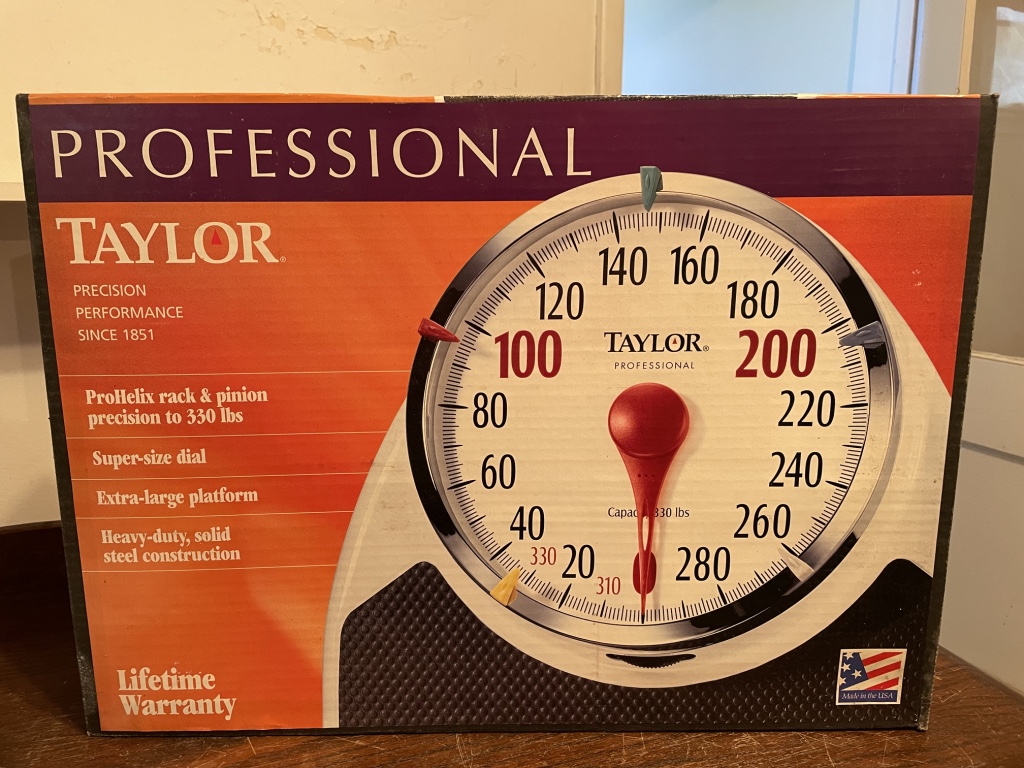 PROFESSIONAL
TAYLOR®
PRECISION
PERFORMANCE
SINCE 1851
ProHelix rack & pinion
precision to 330 lbs
Super-size dial
Extra-large platform
Heavy-duty, solid
steel construction
Lifetime
Warranty
140 160
120 180
100 200
TAYLOR®
PROFESSIONAL
80 220
60 240
40 260
330 20 310 280
330 lbs
Made in the USA